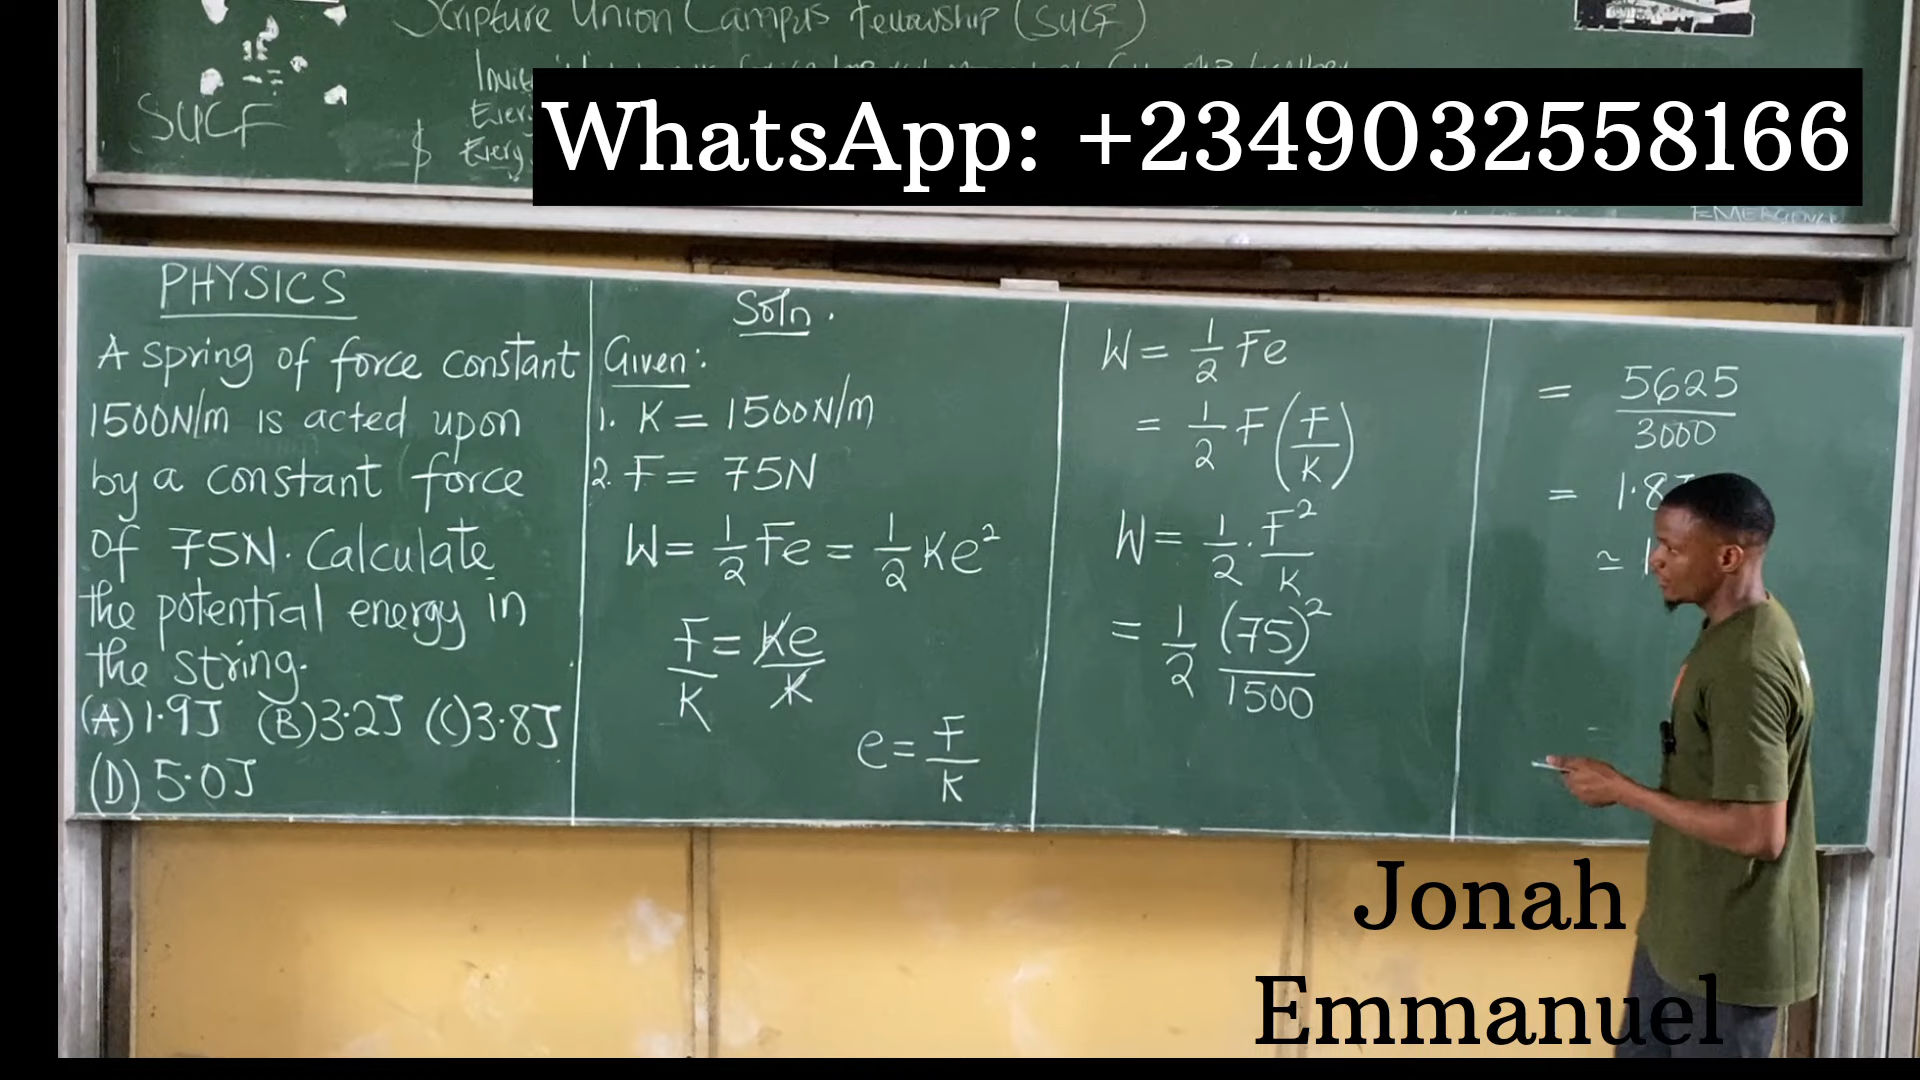 Scripture Union Campus Fellowship (SUCF)
SUCF
WhatsApp: +2349032558166
PHYSICS
A spring of force constant
1500N/m is acted upon
by a constant force
of 75N. Calculate
the potential energy in
the string.
(A) 1.9J (B) 3.2J (C) 3.8J
(D) 5.0J
Soln.
Given:
1. K = 1500N/m
2. F = 75N
W = 1/2 Fe = 1/2 Ke²
F/K = Ke/K
e = F/K
W = 1/2 Fe
= 1/2 F (F/K)
W = 1/2 . F²/K
= 1/2 (75)²/1500
= 5625/3000
= 1.8
≃ 1
Jonah
Emmanuel